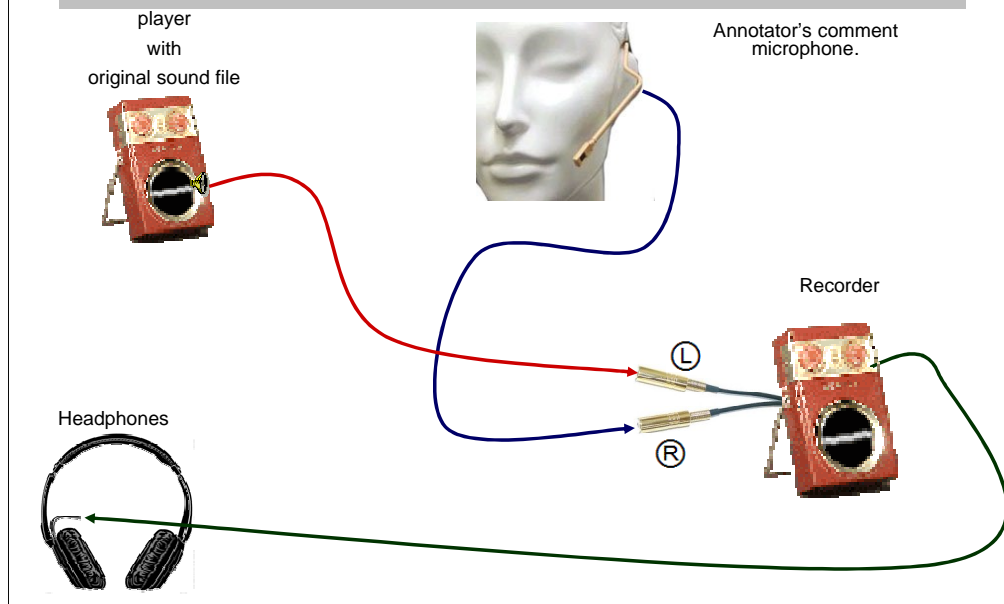 player
with
original sound file
Annotator's comment
microphone.
Recorder
L
R
Headphones